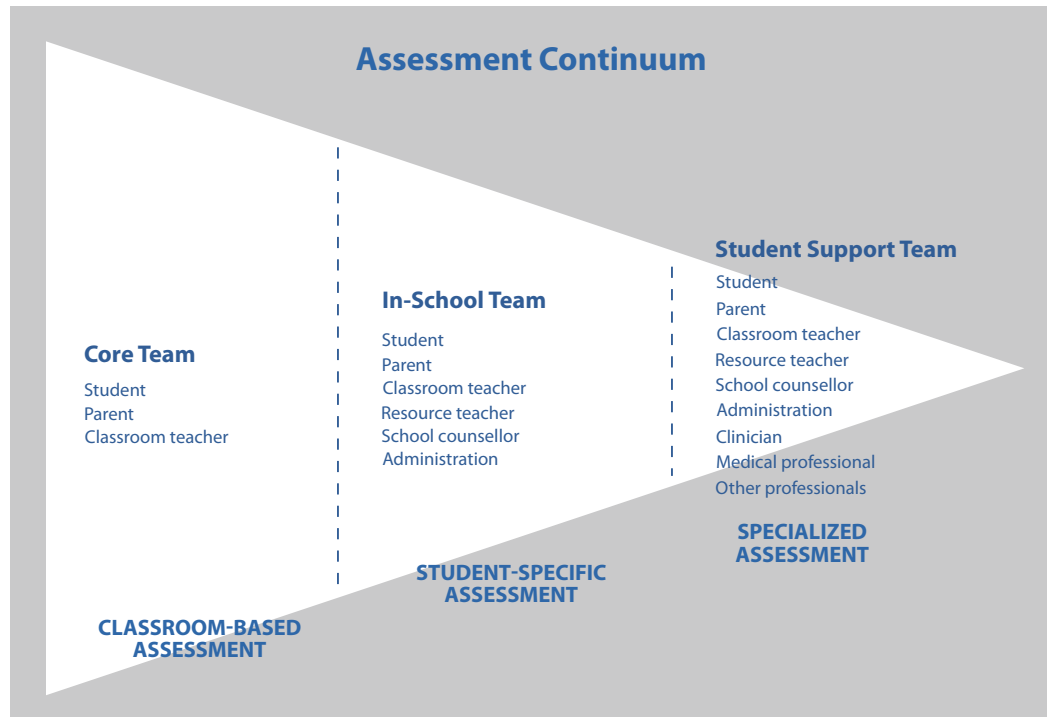 Assessment Continuum
Core Team
Student
Parent
Classroom teacher
CLASSROOM-BASED
ASSESSMENT
In-School Team
Student
Parent
Classroom teacher
Resource teacher
School counsellor
Administration
STUDENT-SPECIFIC
ASSESSMENT
Student Support Team
Student
Parent
Classroom teacher
Resource teacher
School counsellor
Administration
Clinician
Medical professional
Other professionals
SPECIALIZED
ASSESSMENT